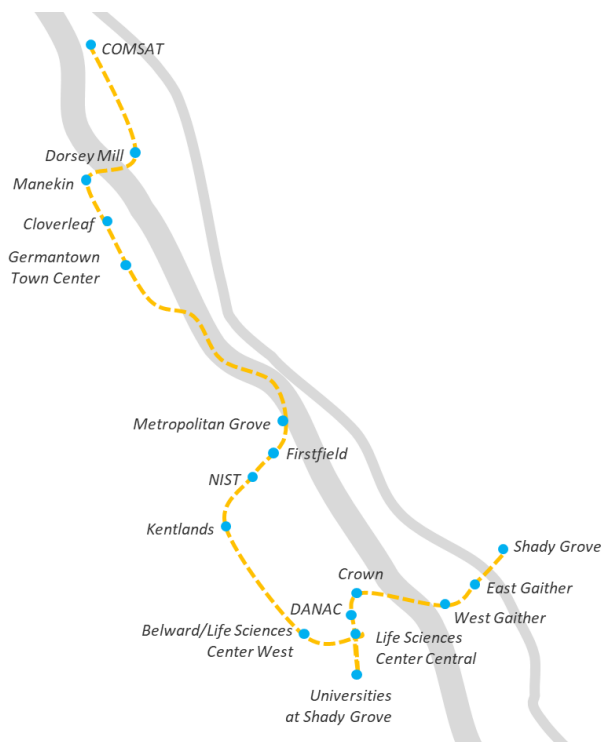 COMSAT
Dorsey Mill
Manekin
Cloverleaf
Germantown
Town Center
Metropolitan Grove
Firstfield
NIST
Kentlands
Shady Grove
Crown
East Gaither
DANAC
West Gaither
Belward/Life Sciences
Center West
Life Sciences
Center Central
Universities
at Shady Grove